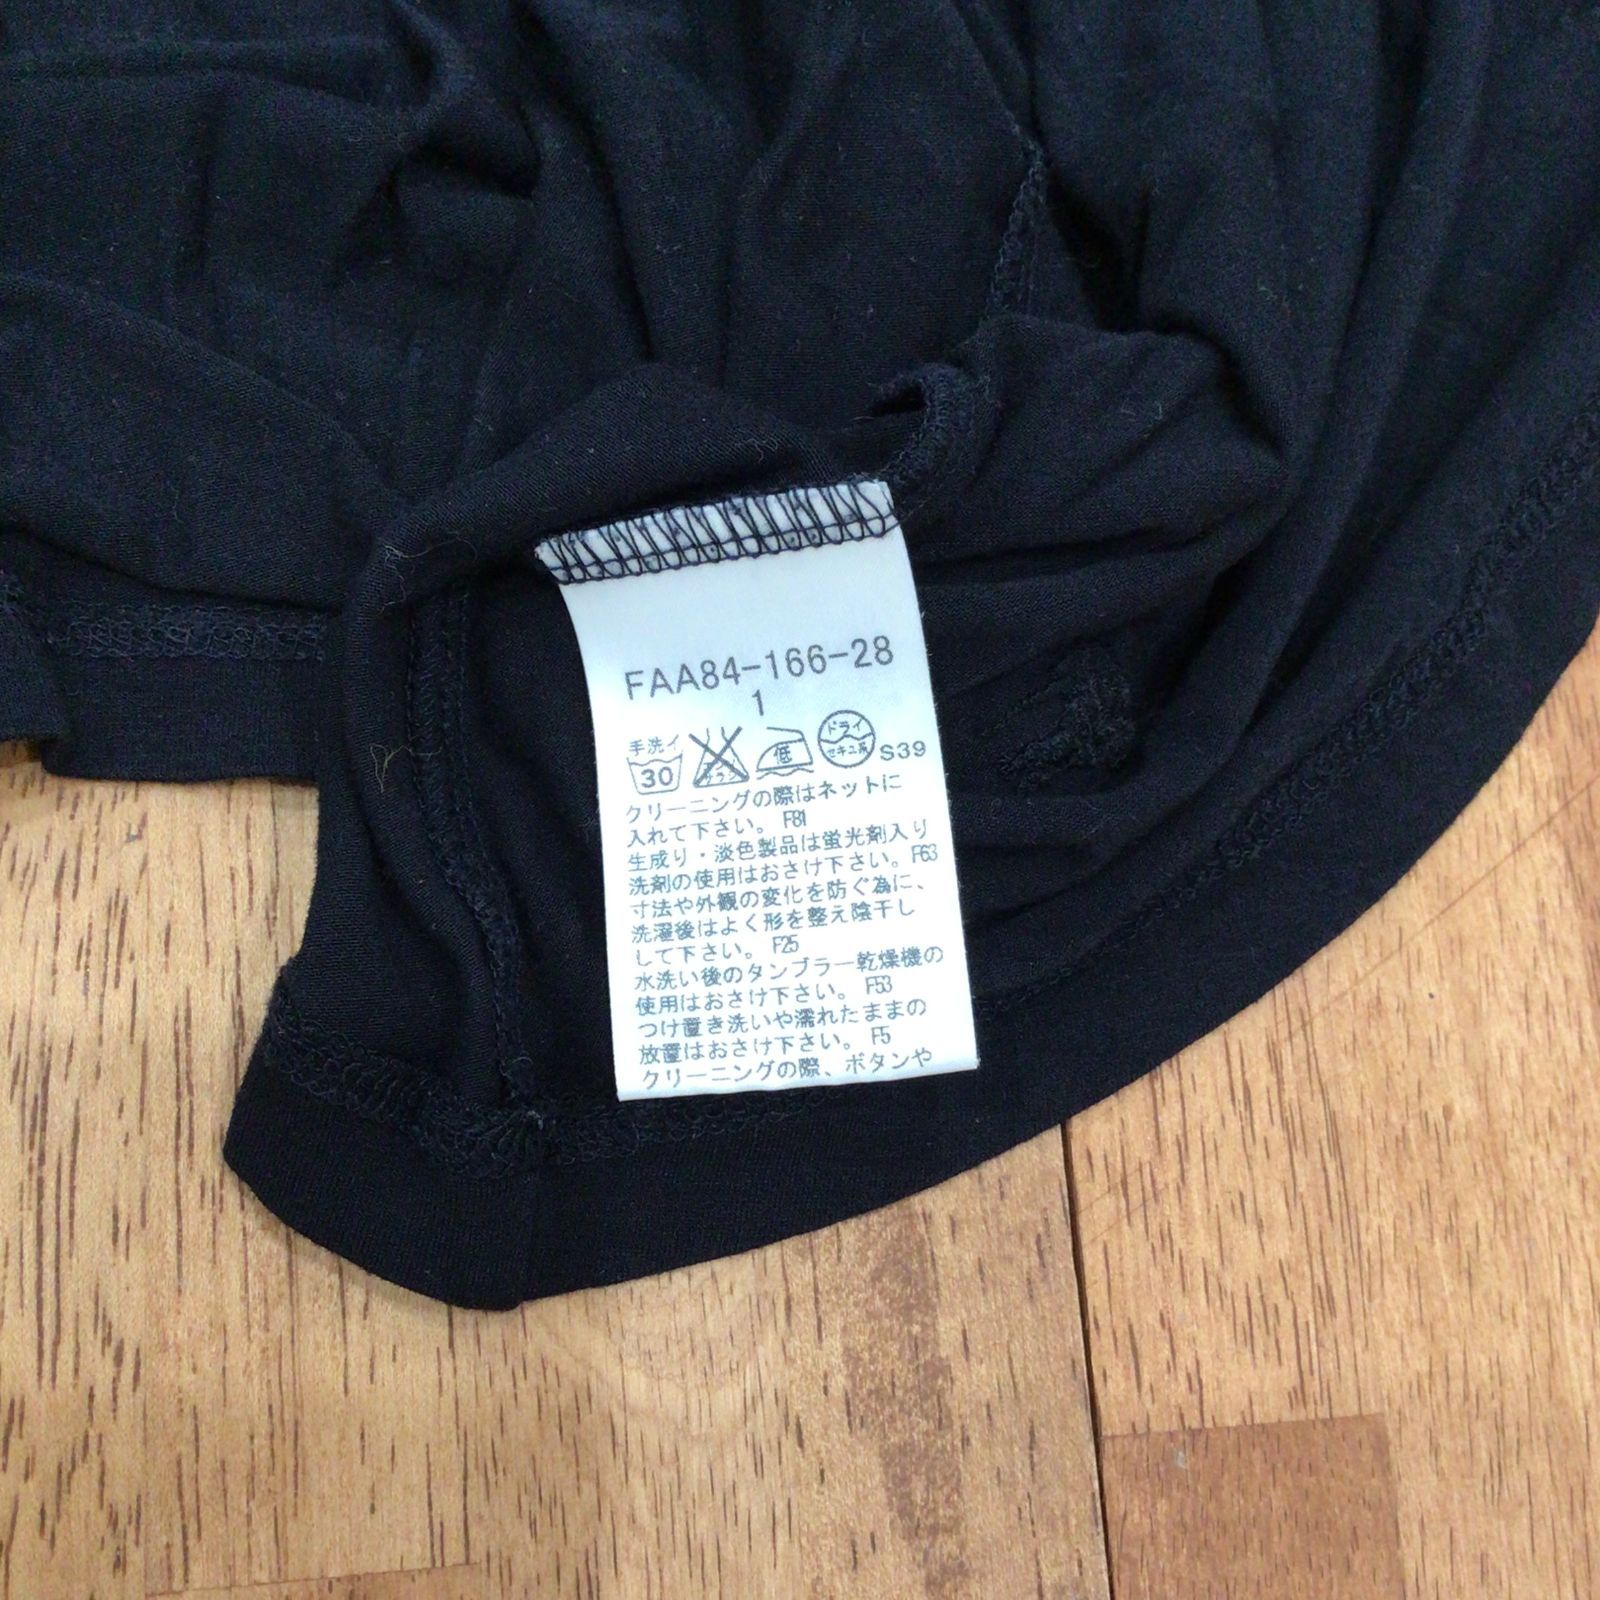 FAA84-166-28
1
手洗イ 30 低 ドライ セキユ系 S39
クリーニングの際はネットに
入れて下さい。 F81
生成り・淡色製品は蛍光剤入り
洗剤の使用はおさけ下さい。F63
寸法や外観の変化を防ぐ為に、
洗濯後はよく形を整え陰干し
して下さい。 F25
水洗い後のタンブラー乾燥機の
使用はおさけ下さい。 F53
つけ置き洗いや濡れたままの
放置はおさけ下さい。 F5
クリーニングの際、ボタンや